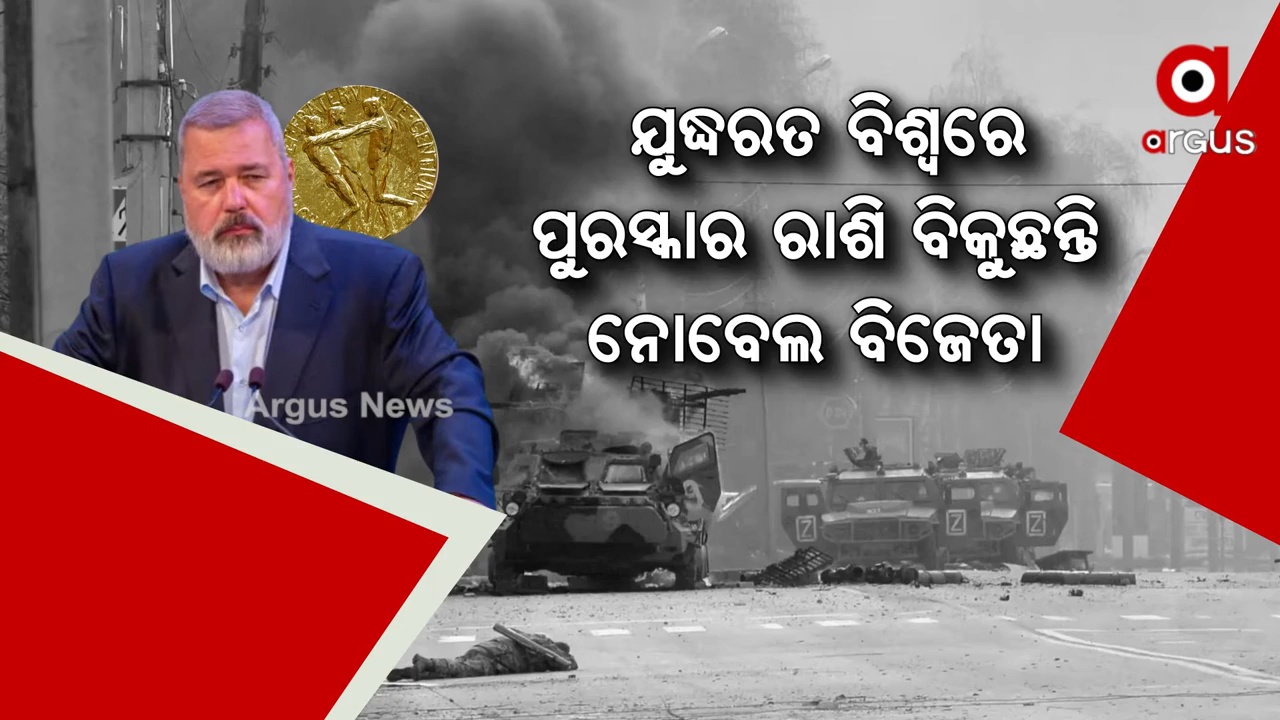 ଯୁଦ୍ଧରତ ବିଶ୍ୱରେ
ପୁରସ୍କାର ରାଶି ବିକୁଛନ୍ତି
ନୋବେଲ ବିଜେତା
argus
Argus News
Z
Z
Z